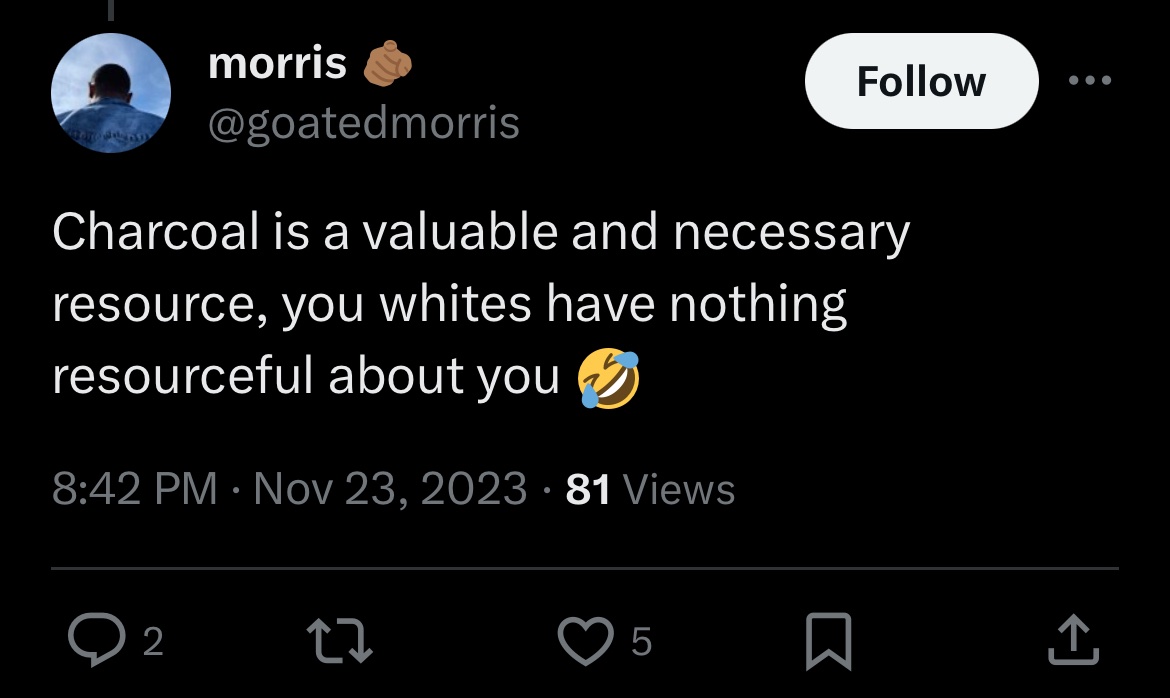 morris 🫵🏽
@goatedmorris
Follow
Charcoal is a valuable and necessary
resource, you whites have nothing
resourceful about you 🤣
8:42 PM · Nov 23, 2023 · 81 Views
2
5